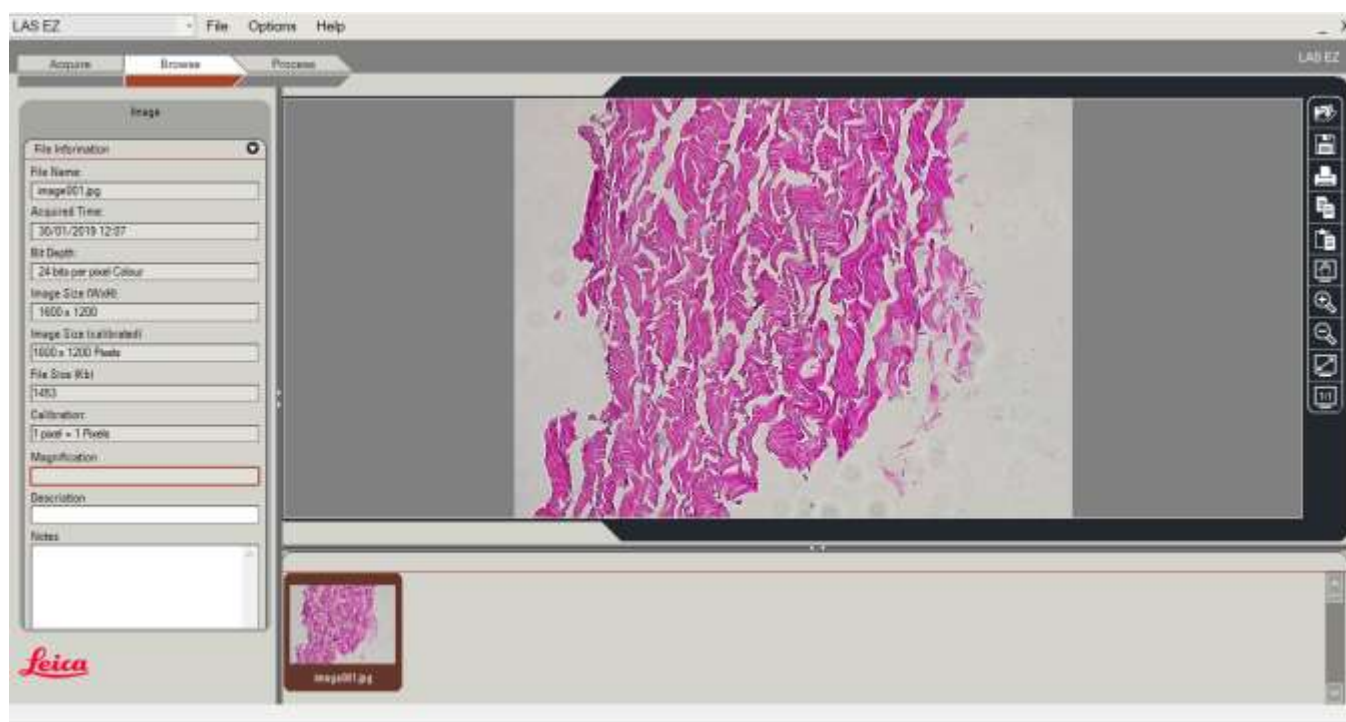 LAS EZ
File Options Help
LAS EZ
Acquire Browse Process
Image
File Information
File Name:
image001.jpg
Acquired Time:
30/01/2019 12:07
Bit Depth:
24 bits per pixel Colour
Image Size (WxH):
1600 x 1200
Image Size (calibrated)
1600 x 1200 Pixels
File Size (Kb)
1453
Calibration:
1 pixel = 1 Pixels
Magnification
Description
Notes
1/1
Leica
image001.jpg